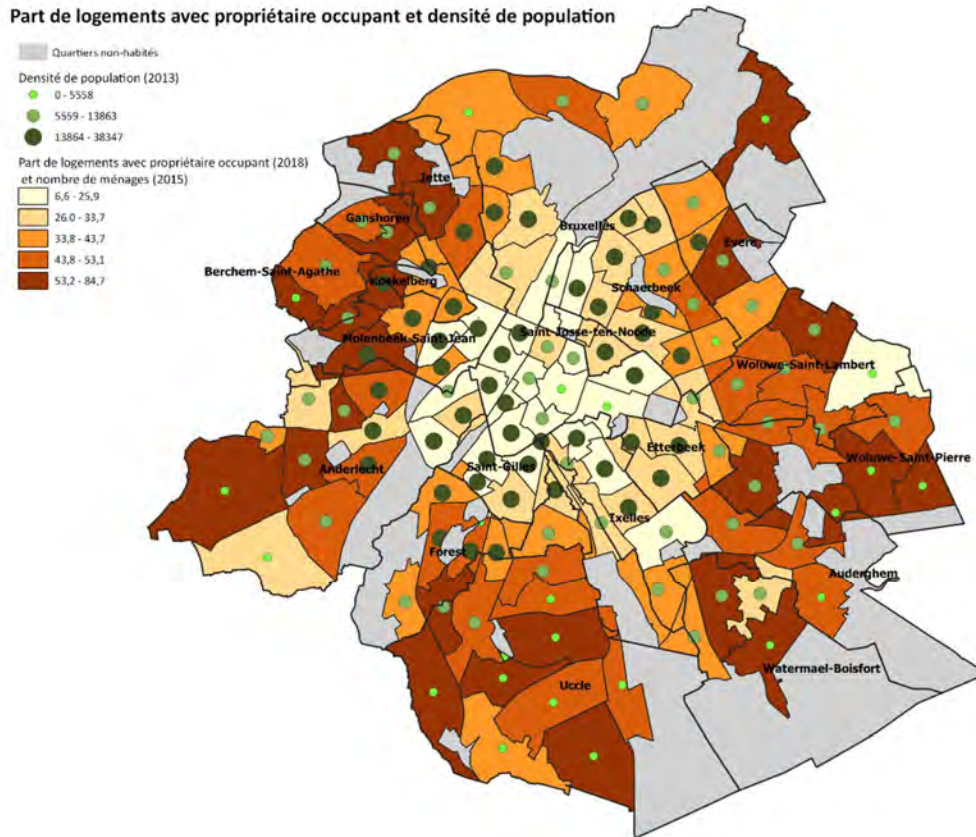 Part de logements avec propriétaire occupant et densité de population
Quartiers non-habités
Densité de population (2013)
0 - 5558
5559 - 13863
13864 - 38347
Part de logements avec propriétaire occupant (2018)
et nombre de ménages (2015)
6,6 - 25,9
26,0 - 33,7
33,8 - 43,7
43,8 - 53,1
53,2 - 84,7
Jette
Ganshoren
Bruxelles
Evere
Berchem-Saint-Agathe
Koekelberg
Schaerbeek
Molenbeek-Saint-Jean
Saint-Josse-ten-Noode
Woluwe-Saint-Lambert
Etterbeek
Woluwe-Saint-Pierre
Anderlecht
Saint-Gilles
Ixelles
Forest
Auderghem
Watermael-Boisfort
Uccle